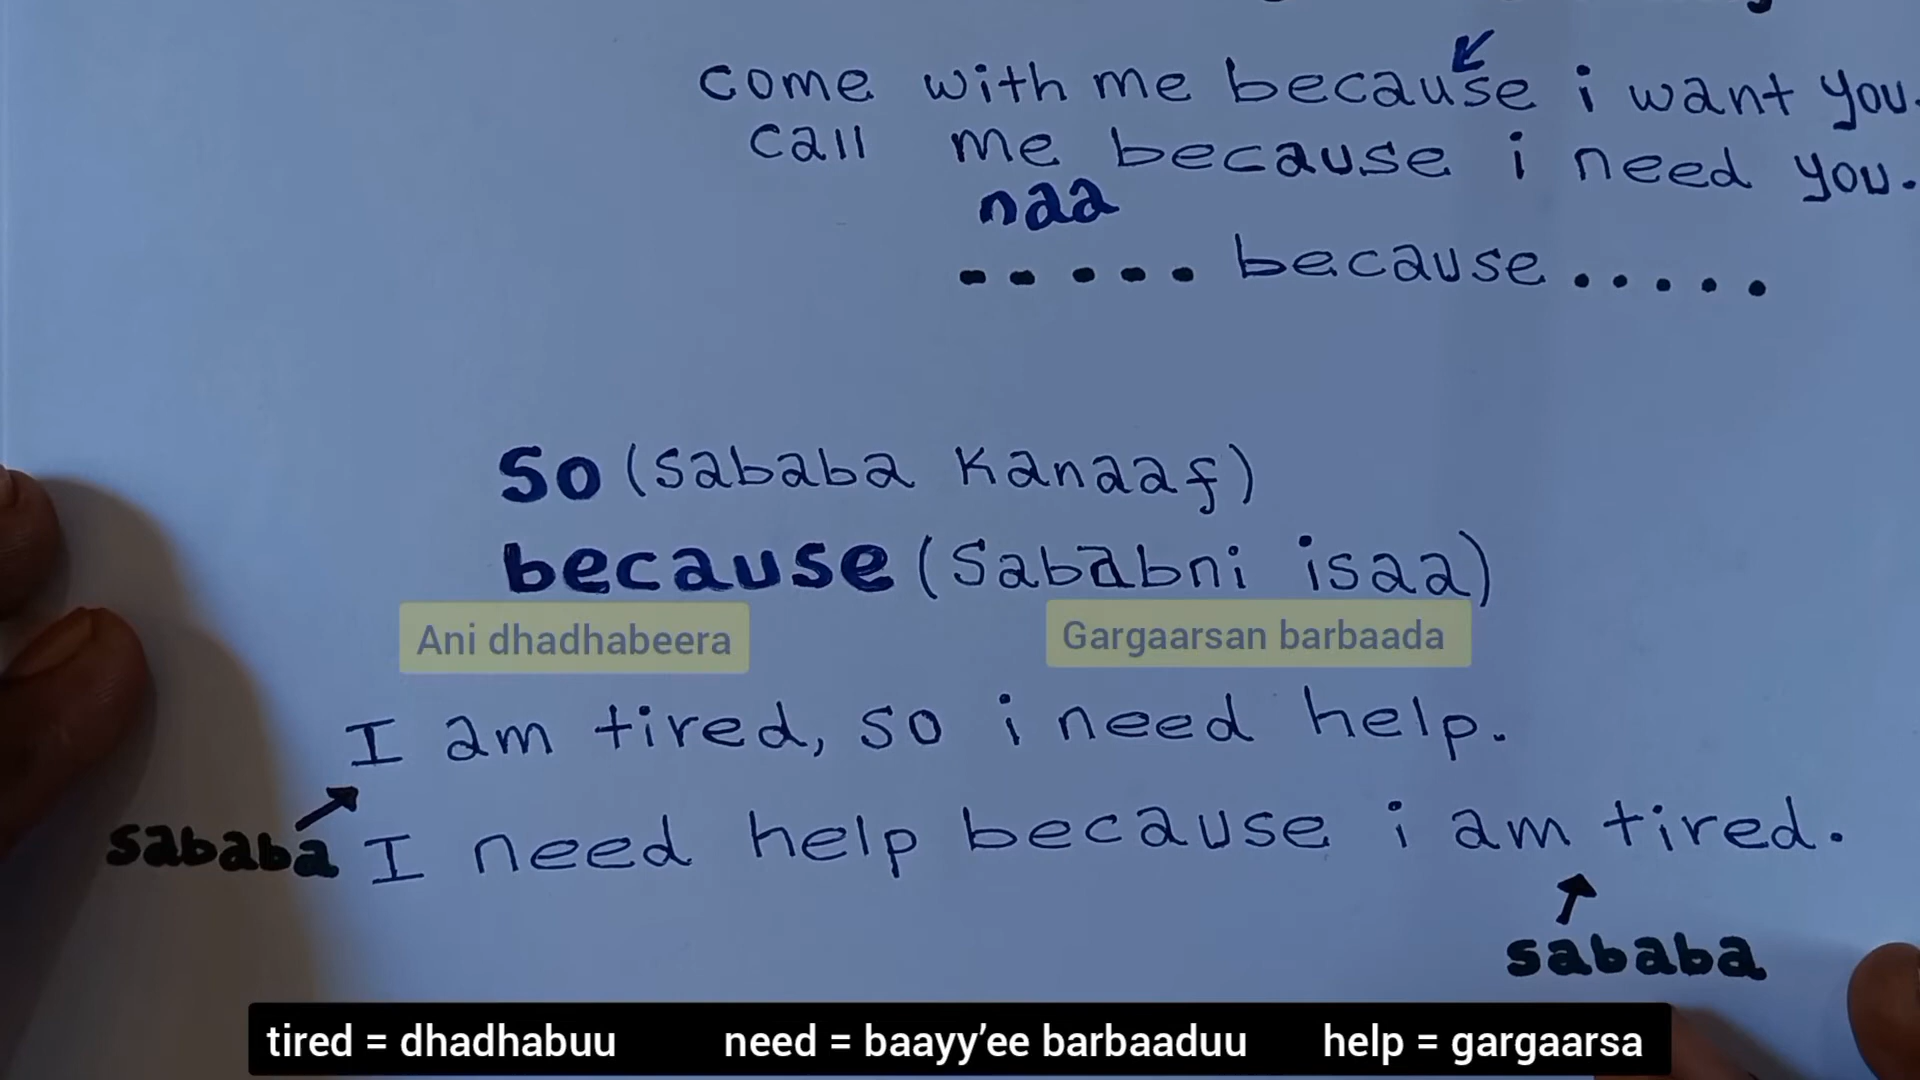 come with me because i want you.
call me because i need you.
naa
..... because.....
So (sababa kanaaf)
because (Sababni isaa)
Ani dhadhabeera Gargaarsan barbaada
I am tired, so i need help.
sababa I need help because i am tired.
sababa
tired = dhadhabuu need = baayy’ee barbaaduu help = gargaarsa